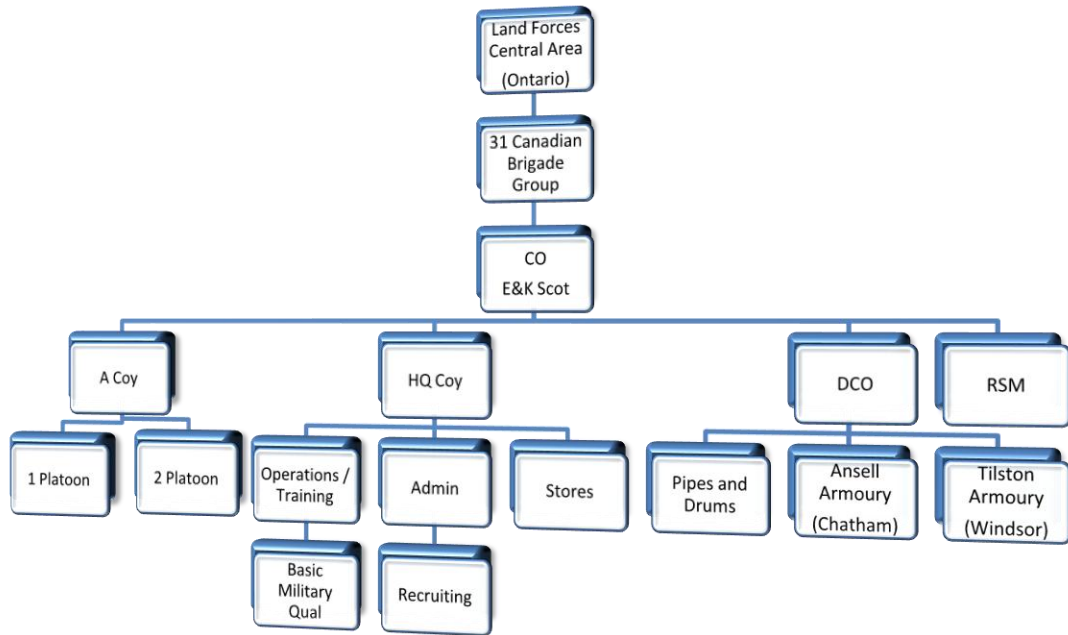 Land Forces
Central Area
(Ontario)
31 Canadian
Brigade
Group
CO
E&K Scot
A Coy
HQ Coy
DCO
RSM
1 Platoon
2 Platoon
Operations /
Training
Admin
Stores
Pipes and
Drums
Ansell
Armoury
(Chatham)
Tilston
Armoury
(Windsor)
Basic
Military
Qual
Recruiting